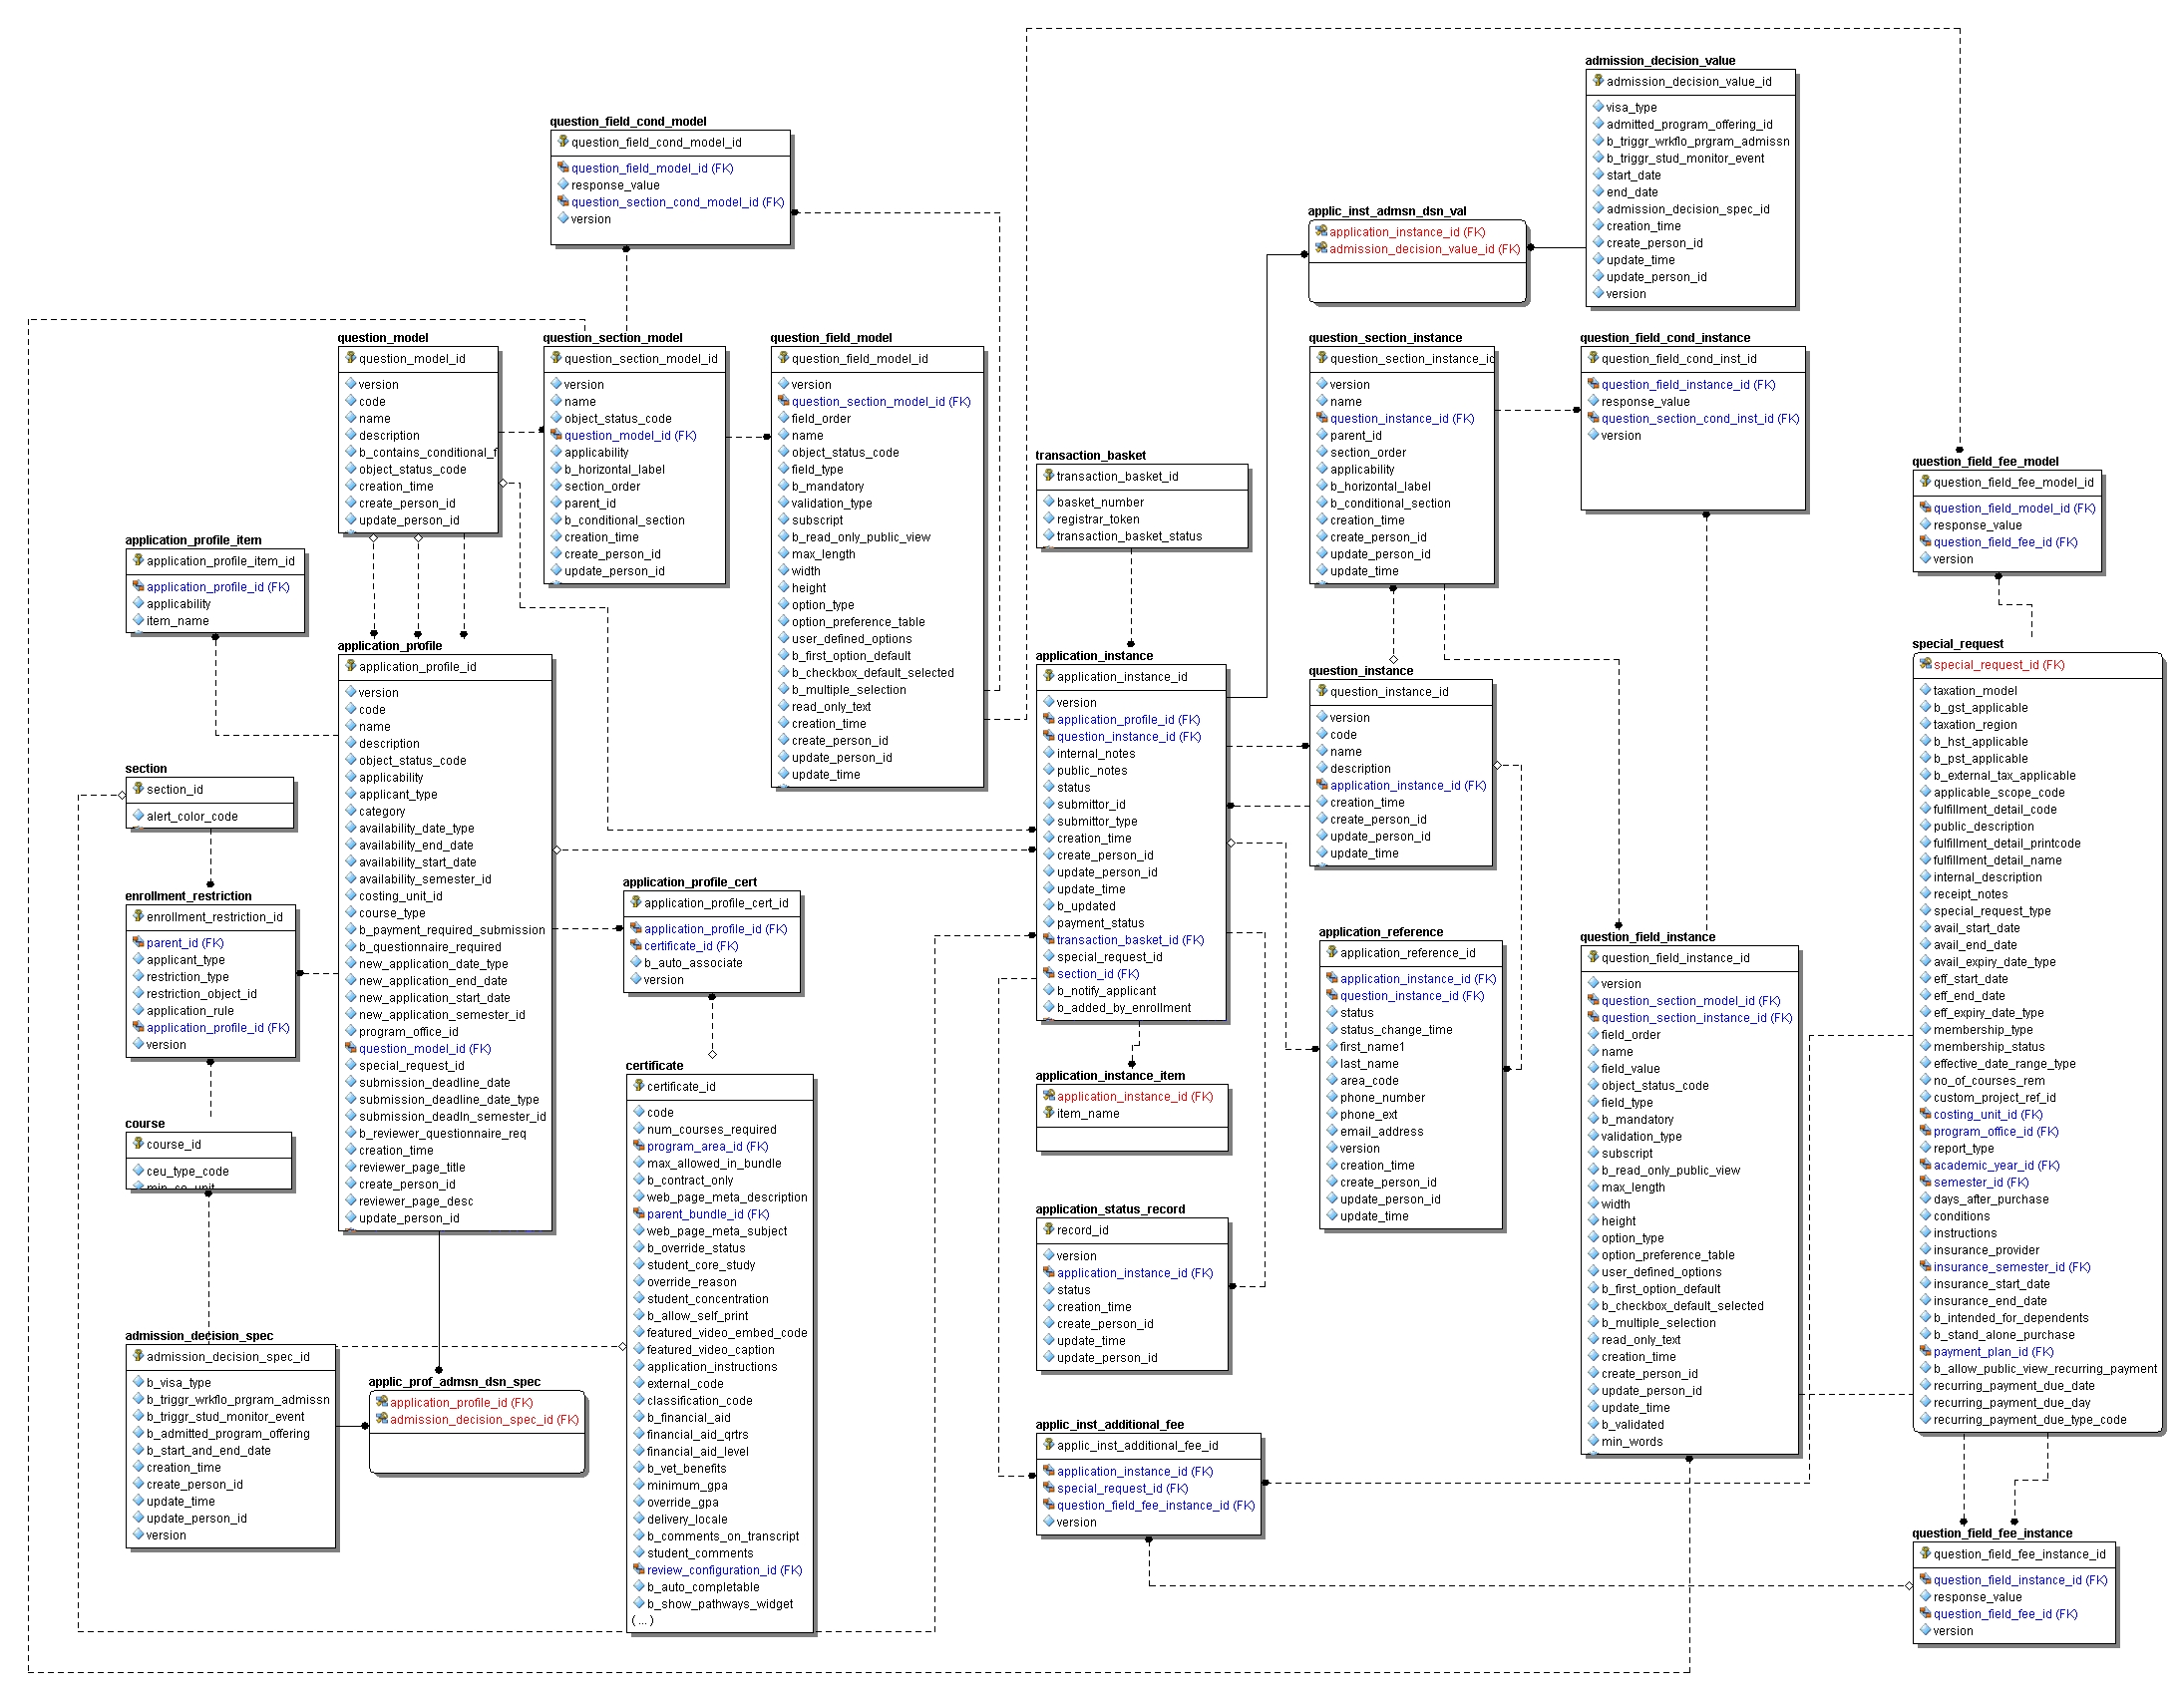 admission_decision_value
admission_decision_value_id
visa_type
admitted_program_offering_id
b_triggr_wrkflo_prgram_admissn
b_triggr_stud_monitor_event
start_date
end_date
admission_decision_spec_id
creation_time
create_person_id
update_time
update_person_id
version
question_field_cond_model
question_field_cond_model_id
question_field_model_id (FK)
response_value
question_section_cond_model_id (FK)
version
applic_inst_admsn_dsn_val
application_instance_id (FK)
admission_decision_value_id (FK)
question_model
question_model_id
version
code
name
description
b_contains_conditional_f
object_status_code
creation_time
create_person_id
update_person_id
question_section_model
question_section_model_id
version
name
object_status_code
question_model_id (FK)
applicability
b_horizontal_label
section_order
parent_id
b_conditional_section
creation_time
create_person_id
update_person_id
question_field_model
question_field_model_id
version
question_section_model_id (FK)
field_order
name
object_status_code
field_type
b_mandatory
validation_type
subscript
b_read_only_public_view
max_length
width
height
option_type
option_preference_table
user_defined_options
b_first_option_default
b_checkbox_default_selected
b_multiple_selection
read_only_text
creation_time
create_person_id
update_person_id
update_time
question_section_instance
question_section_instance_id
version
name
question_instance_id (FK)
parent_id
section_order
applicability
b_horizontal_label
b_conditional_section
creation_time
create_person_id
update_person_id
update_time
question_field_cond_instance
question_field_cond_inst_id
question_field_instance_id (FK)
response_value
question_section_cond_inst_id (FK)
version
transaction_basket
transaction_basket_id
basket_number
registrar_token
transaction_basket_status
question_field_fee_model
question_field_fee_model_id
question_field_model_id (FK)
response_value
question_field_fee_id (FK)
version
application_profile_item
application_profile_item_id
application_profile_id (FK)
applicability
item_name
application_profile
application_profile_id
version
code
name
description
object_status_code
applicability
applicant_type
category
availability_date_type
availability_end_date
availability_start_date
availability_semester_id
costing_unit_id
course_type
b_payment_required_submission
b_questionnaire_required
new_application_date_type
new_application_end_date
new_application_start_date
new_application_semester_id
program_office_id
question_model_id (FK)
special_request_id
submission_deadline_date
submission_deadline_date_type
submission_deadln_semester_id
b_reviewer_questionnaire_req
creation_time
reviewer_page_title
create_person_id
reviewer_page_desc
update_person_id
application_instance
application_instance_id
version
application_profile_id (FK)
question_instance_id (FK)
internal_notes
public_notes
status
submittor_id
submittor_type
creation_time
create_person_id
update_person_id
update_time
b_updated
payment_status
transaction_basket_id (FK)
special_request_id
section_id (FK)
b_notify_applicant
b_added_by_enrollment
question_instance
question_instance_id
version
code
name
description
application_instance_id (FK)
creation_time
create_person_id
update_person_id
update_time
special_request
special_request_id (FK)
taxation_model
b_gst_applicable
taxation_region
b_hst_applicable
b_pst_applicable
b_external_tax_applicable
applicable_scope_code
fulfillment_detail_code
public_description
fulfillment_detail_printcode
fulfillment_detail_name
internal_description
receipt_notes
special_request_type
avail_start_date
avail_end_date
avail_expiry_date_type
eff_start_date
eff_end_date
eff_expiry_date_type
membership_type
membership_status
effective_date_range_type
no_of_courses_rem
custom_project_ref_id
costing_unit_id (FK)
program_office_id (FK)
report_type
academic_year_id (FK)
semester_id (FK)
days_after_purchase
conditions
instructions
insurance_provider
insurance_semester_id (FK)
insurance_start_date
insurance_end_date
b_intended_for_dependents
b_stand_alone_purchase
payment_plan_id (FK)
b_allow_public_view_recurring_payment
recurring_payment_due_date
recurring_payment_due_day
recurring_payment_due_type_code
section
section_id
alert_color_code
enrollment_restriction
enrollment_restriction_id
parent_id (FK)
applicant_type
restriction_type
restriction_object_id
application_rule
application_profile_id (FK)
version
application_profile_cert
application_profile_cert_id
application_profile_id (FK)
certificate_id (FK)
b_auto_associate
version
application_reference
application_reference_id
application_instance_id (FK)
question_instance_id (FK)
status
status_change_time
first_name1
last_name
area_code
phone_number
phone_ext
email_address
version
creation_time
create_person_id
update_person_id
update_time
question_field_instance
question_field_instance_id
version
question_section_model_id (FK)
question_section_instance_id (FK)
field_order
name
field_value
object_status_code
field_type
b_mandatory
validation_type
subscript
b_read_only_public_view
max_length
width
height
option_type
option_preference_table
user_defined_options
b_first_option_default
b_checkbox_default_selected
b_multiple_selection
read_only_text
creation_time
create_person_id
update_person_id
update_time
b_validated
min_words
certificate
certificate_id
code
num_courses_required
program_area_id (FK)
max_allowed_in_bundle
b_contract_only
web_page_meta_description
parent_bundle_id (FK)
web_page_meta_subject
b_override_status
student_core_study
override_reason
student_concentration
b_allow_self_print
featured_video_embed_code
featured_video_caption
application_instructions
external_code
classification_code
b_financial_aid
financial_aid_qrtrs
financial_aid_level
b_vet_benefits
minimum_gpa
override_gpa
delivery_locale
b_comments_on_transcript
student_comments
review_configuration_id (FK)
b_auto_completable
b_show_pathways_widget
(...)
application_instance_item
application_instance_id (FK)
item_name
course
course_id
ceu_type_code
min_co_unit
application_status_record
record_id
version
application_instance_id (FK)
status
creation_time
create_person_id
update_time
update_person_id
admission_decision_spec
admission_decision_spec_id
b_visa_type
b_triggr_wrkflo_prgram_admissn
b_triggr_stud_monitor_event
b_admitted_program_offering
b_start_and_end_date
creation_time
create_person_id
update_time
update_person_id
version
applic_prof_admsn_dsn_spec
application_profile_id (FK)
admission_decision_spec_id (FK)
applic_inst_additional_fee
applic_inst_additional_fee_id
application_instance_id (FK)
special_request_id (FK)
question_field_fee_instance_id (FK)
version
question_field_fee_instance
question_field_fee_instance_id
question_field_instance_id (FK)
response_value
question_field_fee_id (FK)
version